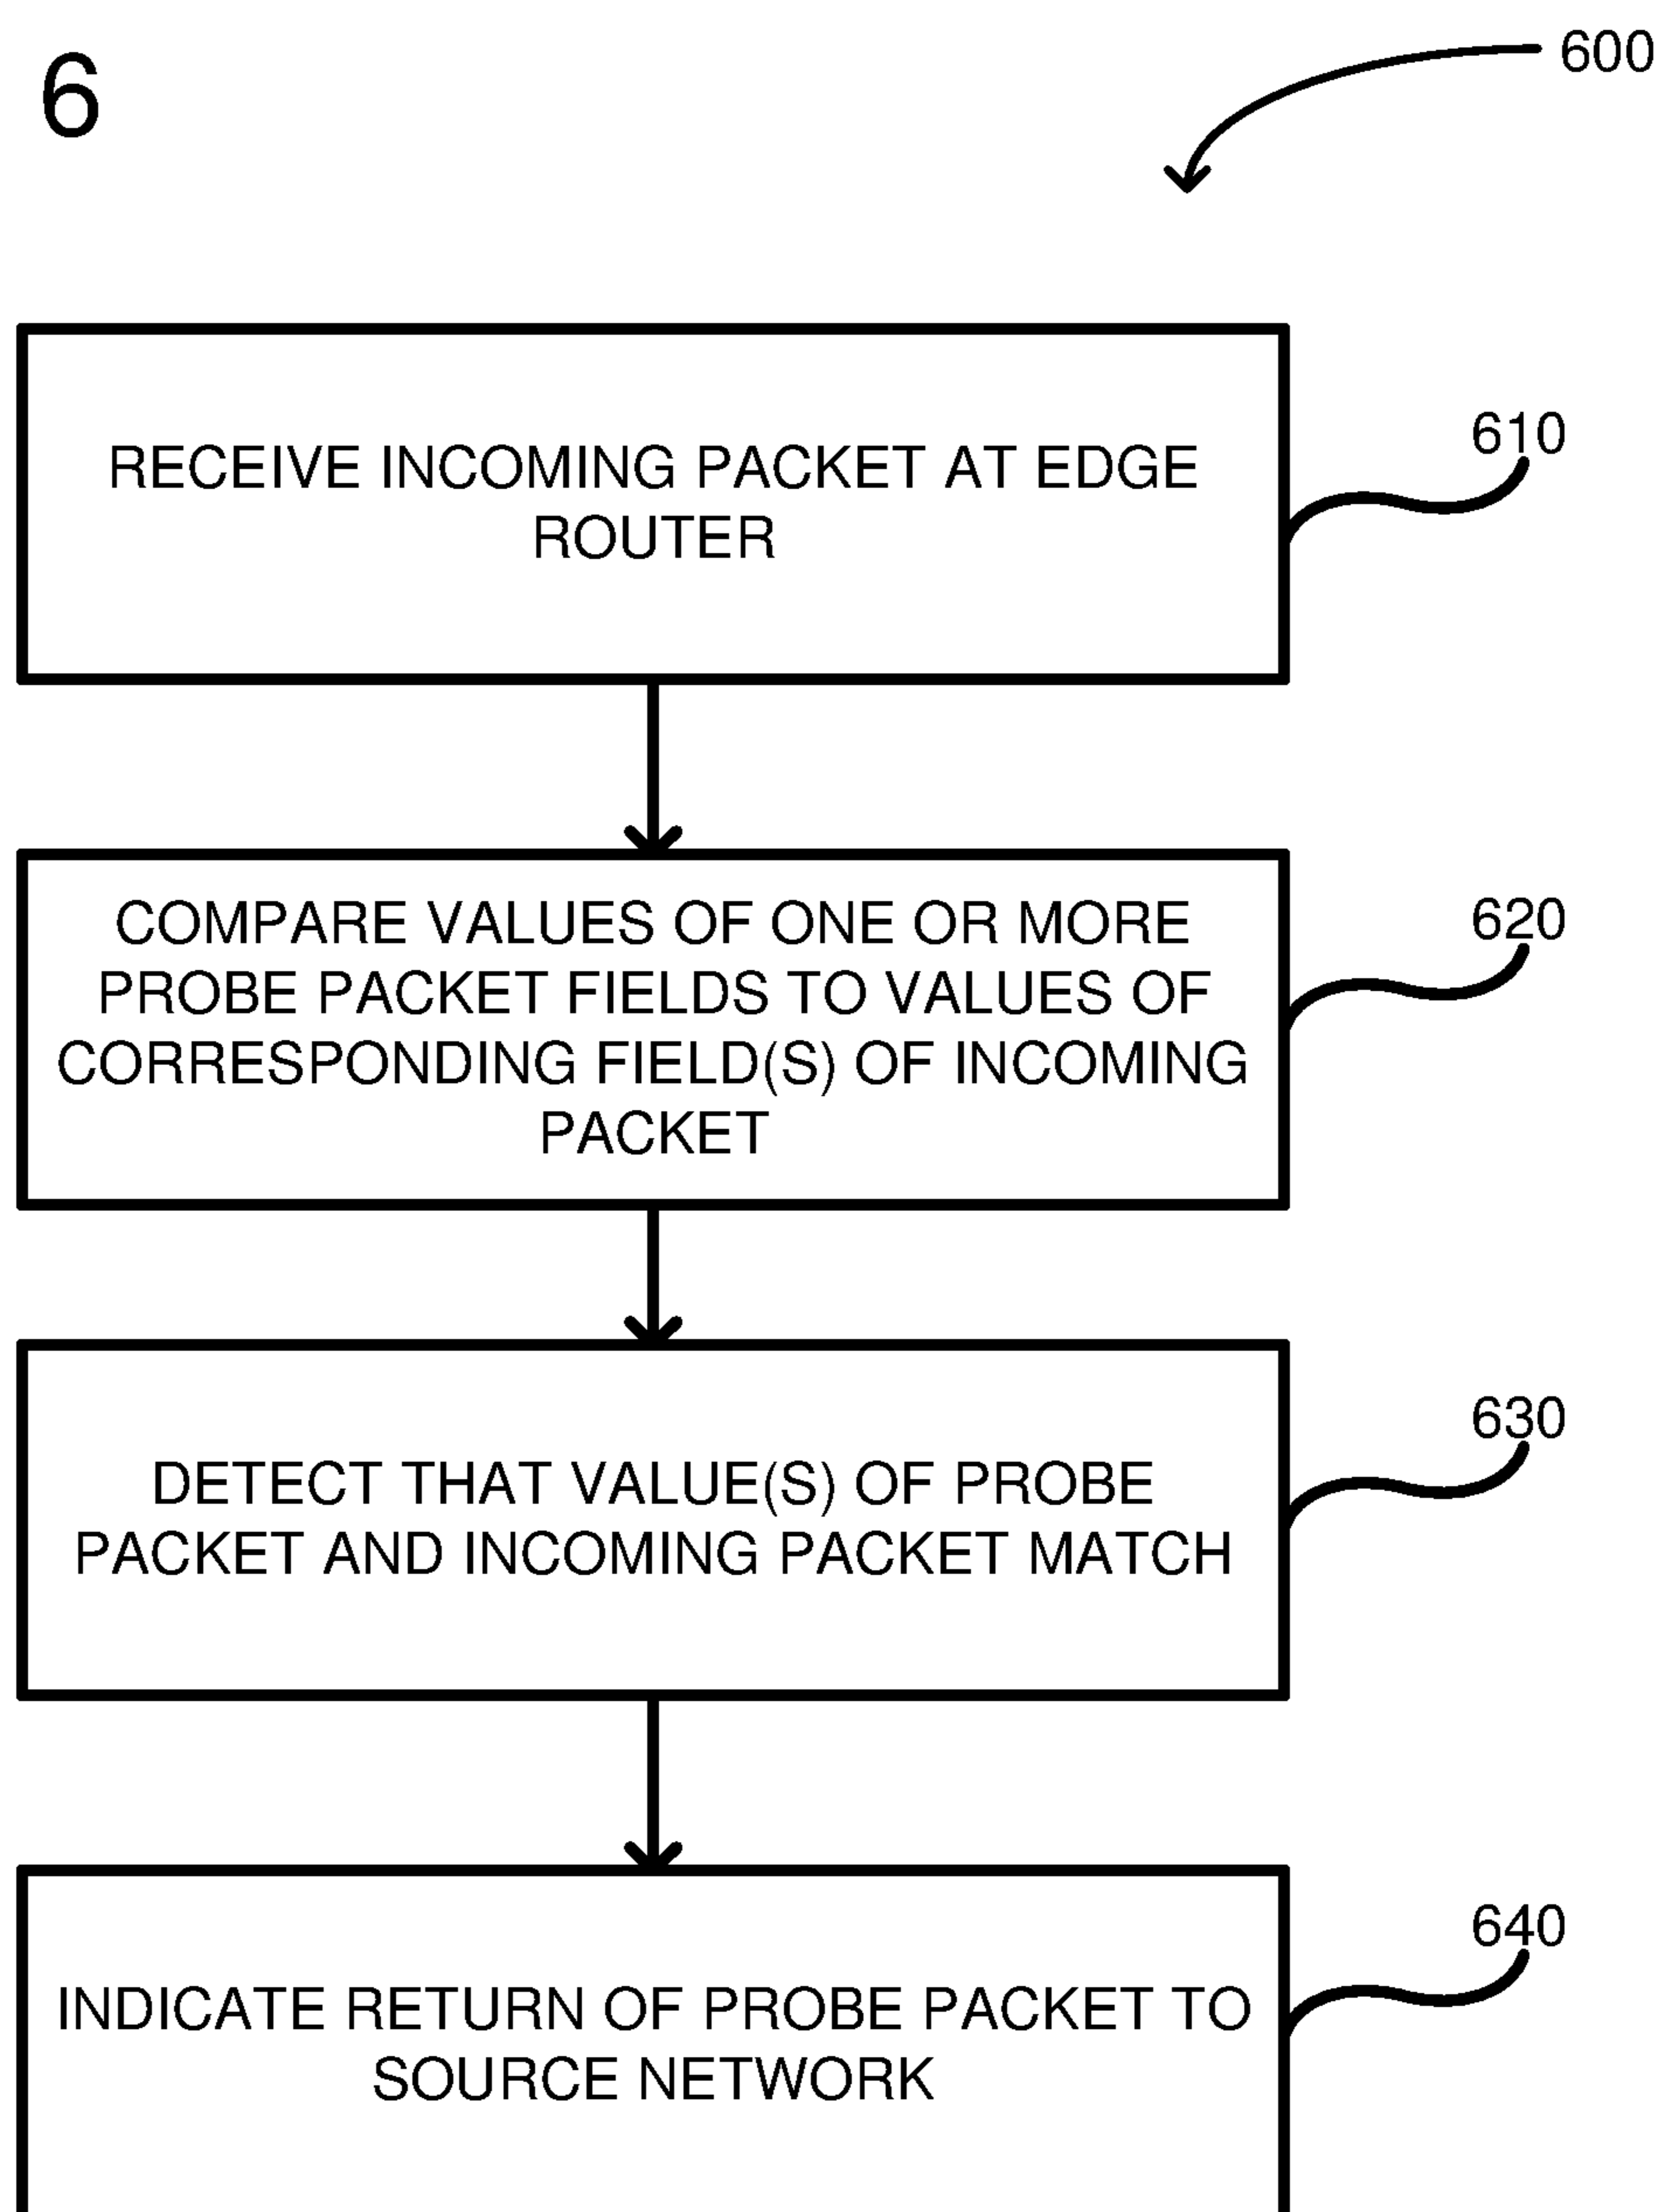 6
600
RECEIVE INCOMING PACKET AT EDGE
ROUTER
610
COMPARE VALUES OF ONE OR MORE
PROBE PACKET FIELDS TO VALUES OF
CORRESPONDING FIELD(S) OF INCOMING
PACKET
620
DETECT THAT VALUE(S) OF PROBE
PACKET AND INCOMING PACKET MATCH
630
INDICATE RETURN OF PROBE PACKET TO
SOURCE NETWORK
640